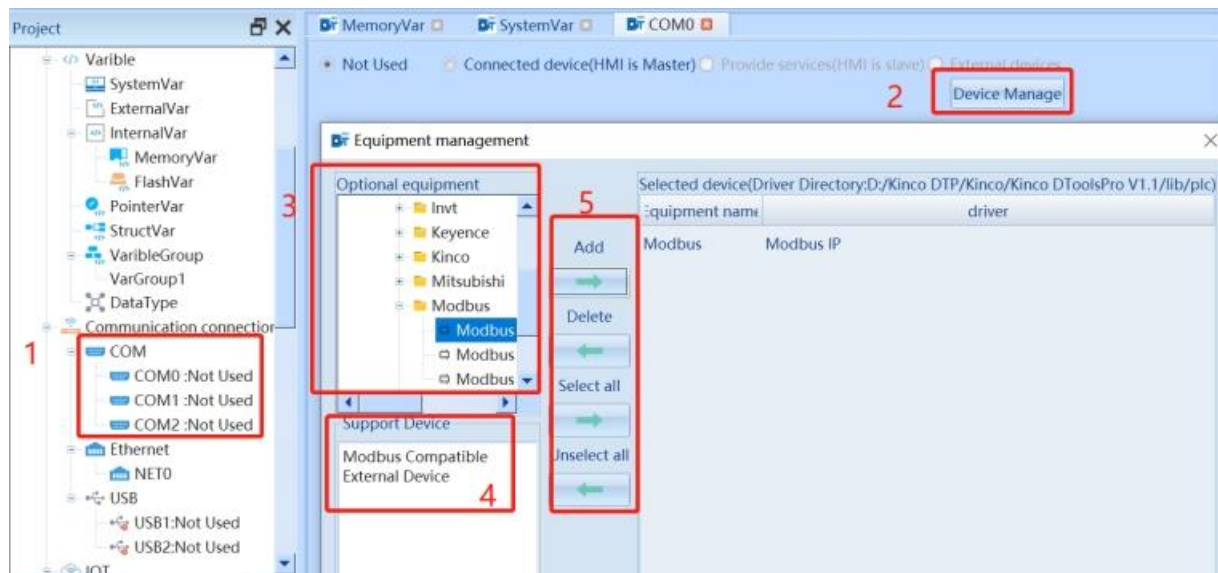 Project
MemoryVar
SystemVar
COM0
Varible
SystemVar
ExternalVar
InternalVar
MemoryVar
FlashVar
PointerVar
StructVar
VaribleGroup
VarGroup1
DataType
Communication connection
1
COM
COM0 :Not Used
COM1 :Not Used
COM2 :Not Used
Ethernet
NET0
USB
USB1:Not Used
USB2:Not Used
IOT
Not Used
Connected device(HMI is Master)
Provide services(HMI is slave)
External devices
2
Device Manage
Equipment management
3
Optional equipment
Invt
Keyence
Kinco
Mitsubishi
Modbus
Modbus
Modbus
Modbus
Support Device
Modbus Compatible
External Device
4
5
Add
Delete
Select all
Unselect all
Selected device(Driver Directory:D:/Kinco DTP/Kinco/Kinco DToolsPro V1.1/lib/plc)
Equipment name driver
Modbus Modbus IP